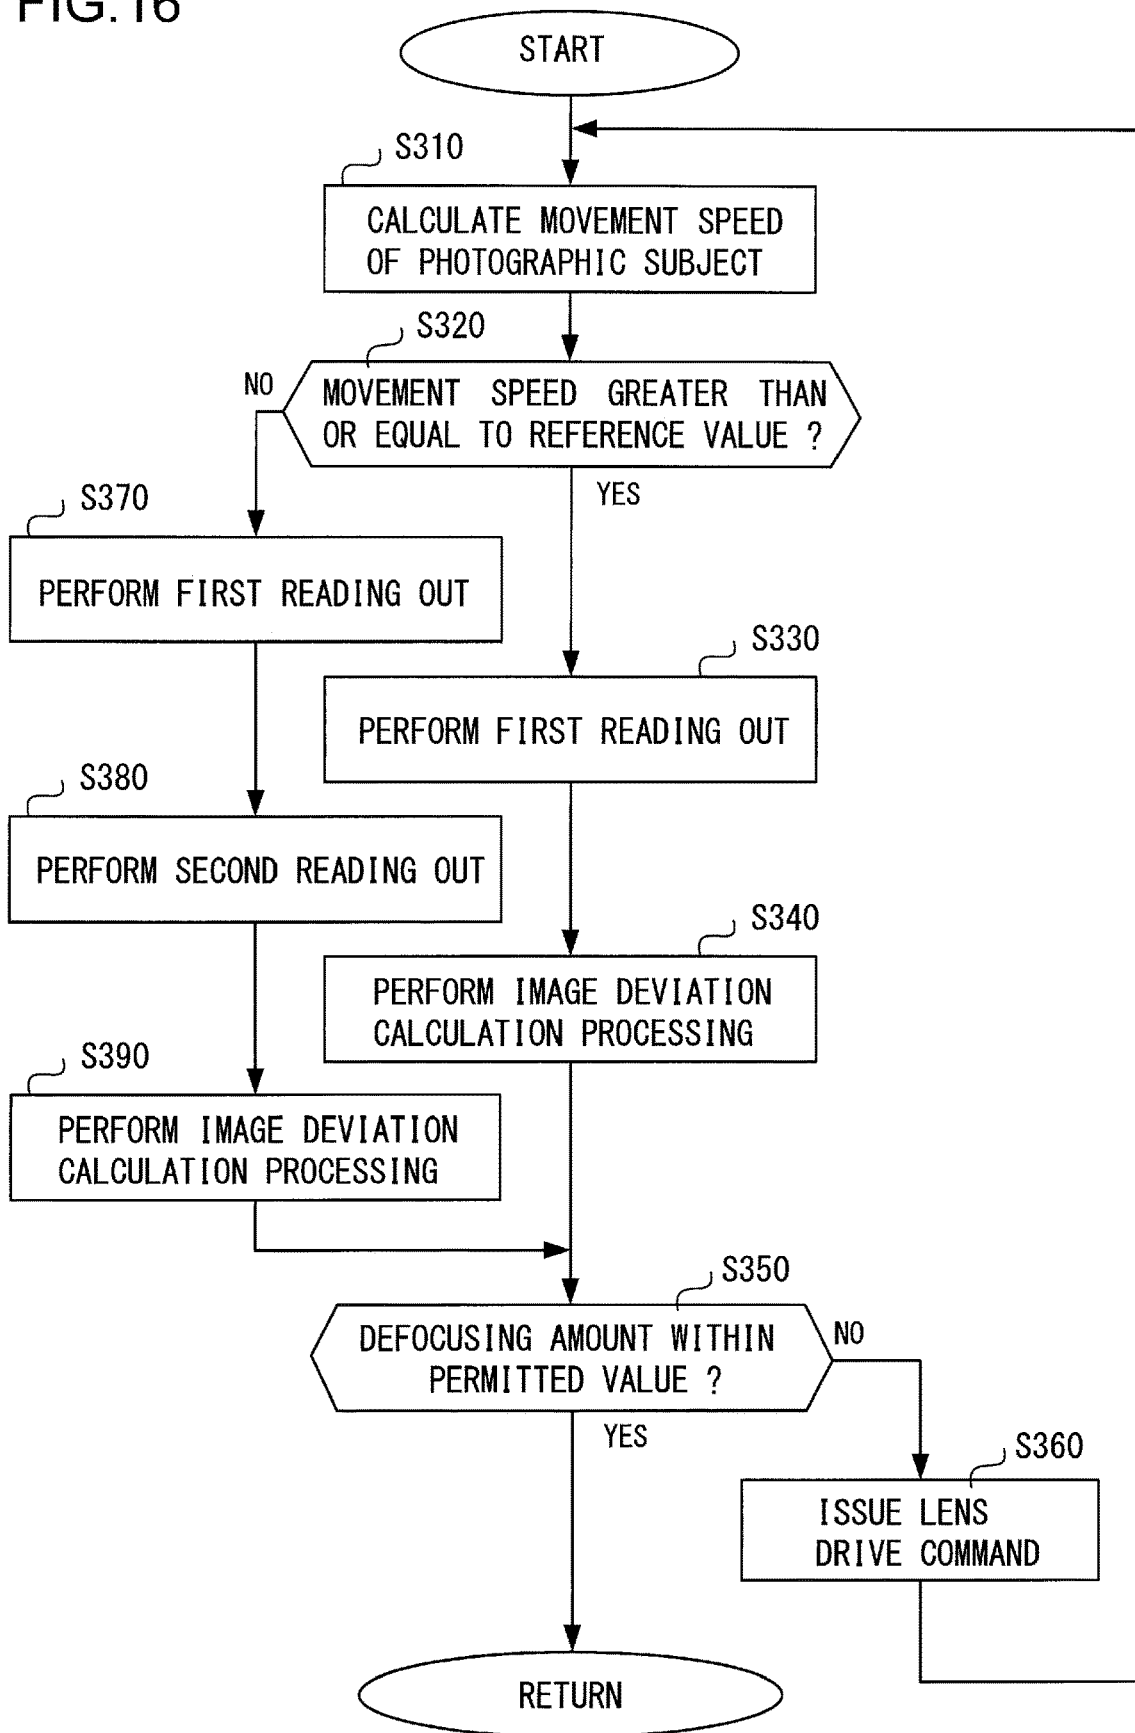 FIG. 16
START
S310
CALCULATE MOVEMENT SPEED
OF PHOTOGRAPHIC SUBJECT
S320
NO
MOVEMENT SPEED GREATER THAN
OR EQUAL TO REFERENCE VALUE ?
YES
S370
PERFORM FIRST READING OUT
S330
PERFORM FIRST READING OUT
S380
PERFORM SECOND READING OUT
S340
PERFORM IMAGE DEVIATION
CALCULATION PROCESSING
S390
PERFORM IMAGE DEVIATION
CALCULATION PROCESSING
S350
DEFOCUSING AMOUNT WITHIN
PERMITTED VALUE ?
NO
YES
S360
ISSUE LENS
DRIVE COMMAND
RETURN